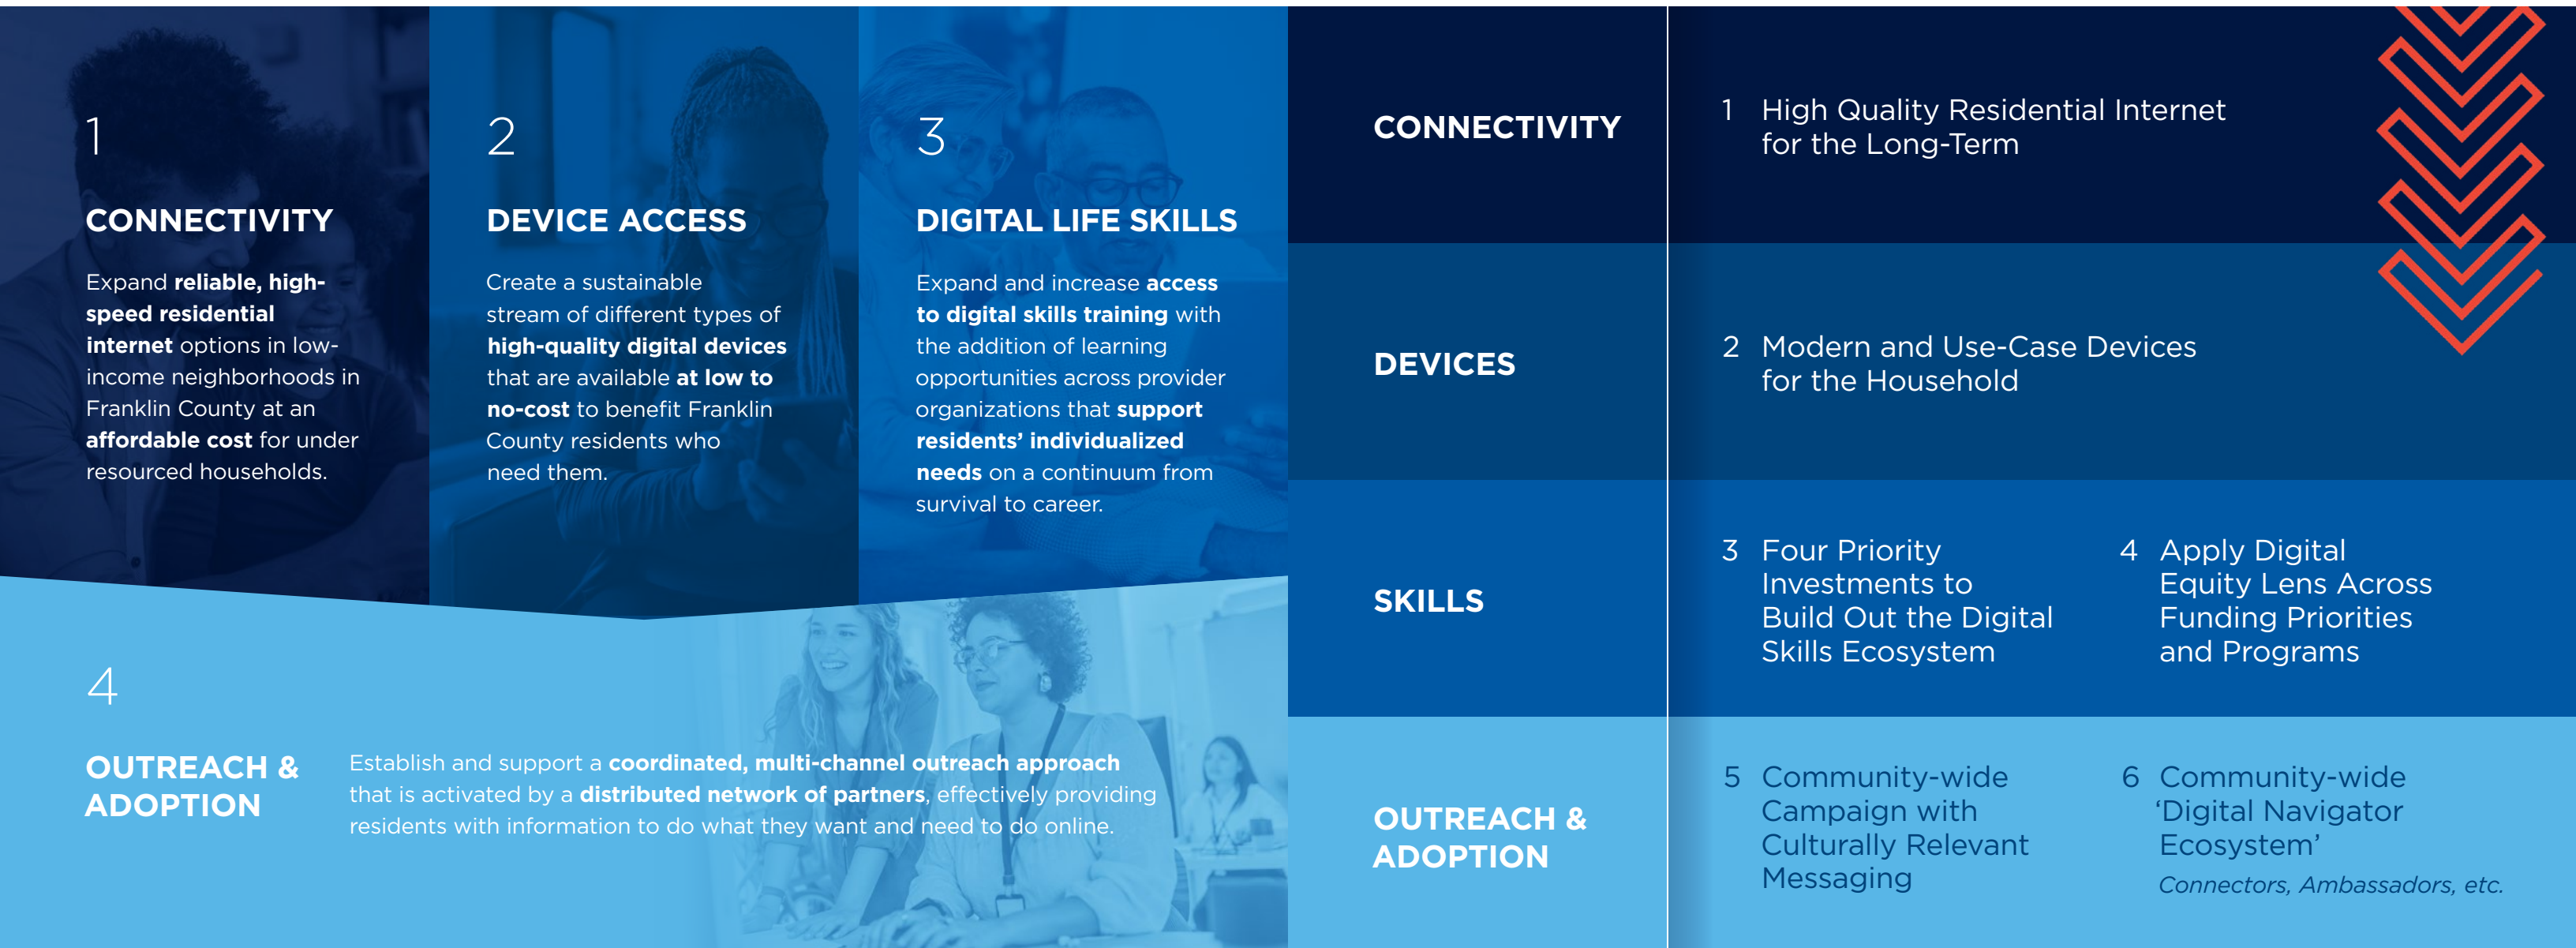 1
CONNECTIVITY
Expand reliable, high-
speed residential
internet options in low-
income neighborhoods in
Franklin County at an
affordable cost for under
resourced households.
2
DEVICE ACCESS
Create a sustainable
stream of different types of
high-quality digital devices
that are available at low to
no-cost to benefit Franklin
County residents who
need them.
3
DIGITAL LIFE SKILLS
Expand and increase access
to digital skills training with
the addition of learning
opportunities across provider
organizations that support
residents’ individualized
needs on a continuum from
survival to career.
4
OUTREACH &
ADOPTION
Establish and support a coordinated, multi-channel outreach approach
that is activated by a distributed network of partners, effectively providing
residents with information to do what they want and need to do online.
CONNECTIVITY
1 High Quality Residential Internet
for the Long-Term
DEVICES
2 Modern and Use-Case Devices
for the Household
SKILLS
3 Four Priority
Investments to
Build Out the Digital
Skills Ecosystem
4 Apply Digital
Equity Lens Across
Funding Priorities
and Programs
OUTREACH &
ADOPTION
5 Community-wide
Campaign with
Culturally Relevant
Messaging
6 Community-wide
‘Digital Navigator
Ecosystem’
Connectors, Ambassadors, etc.